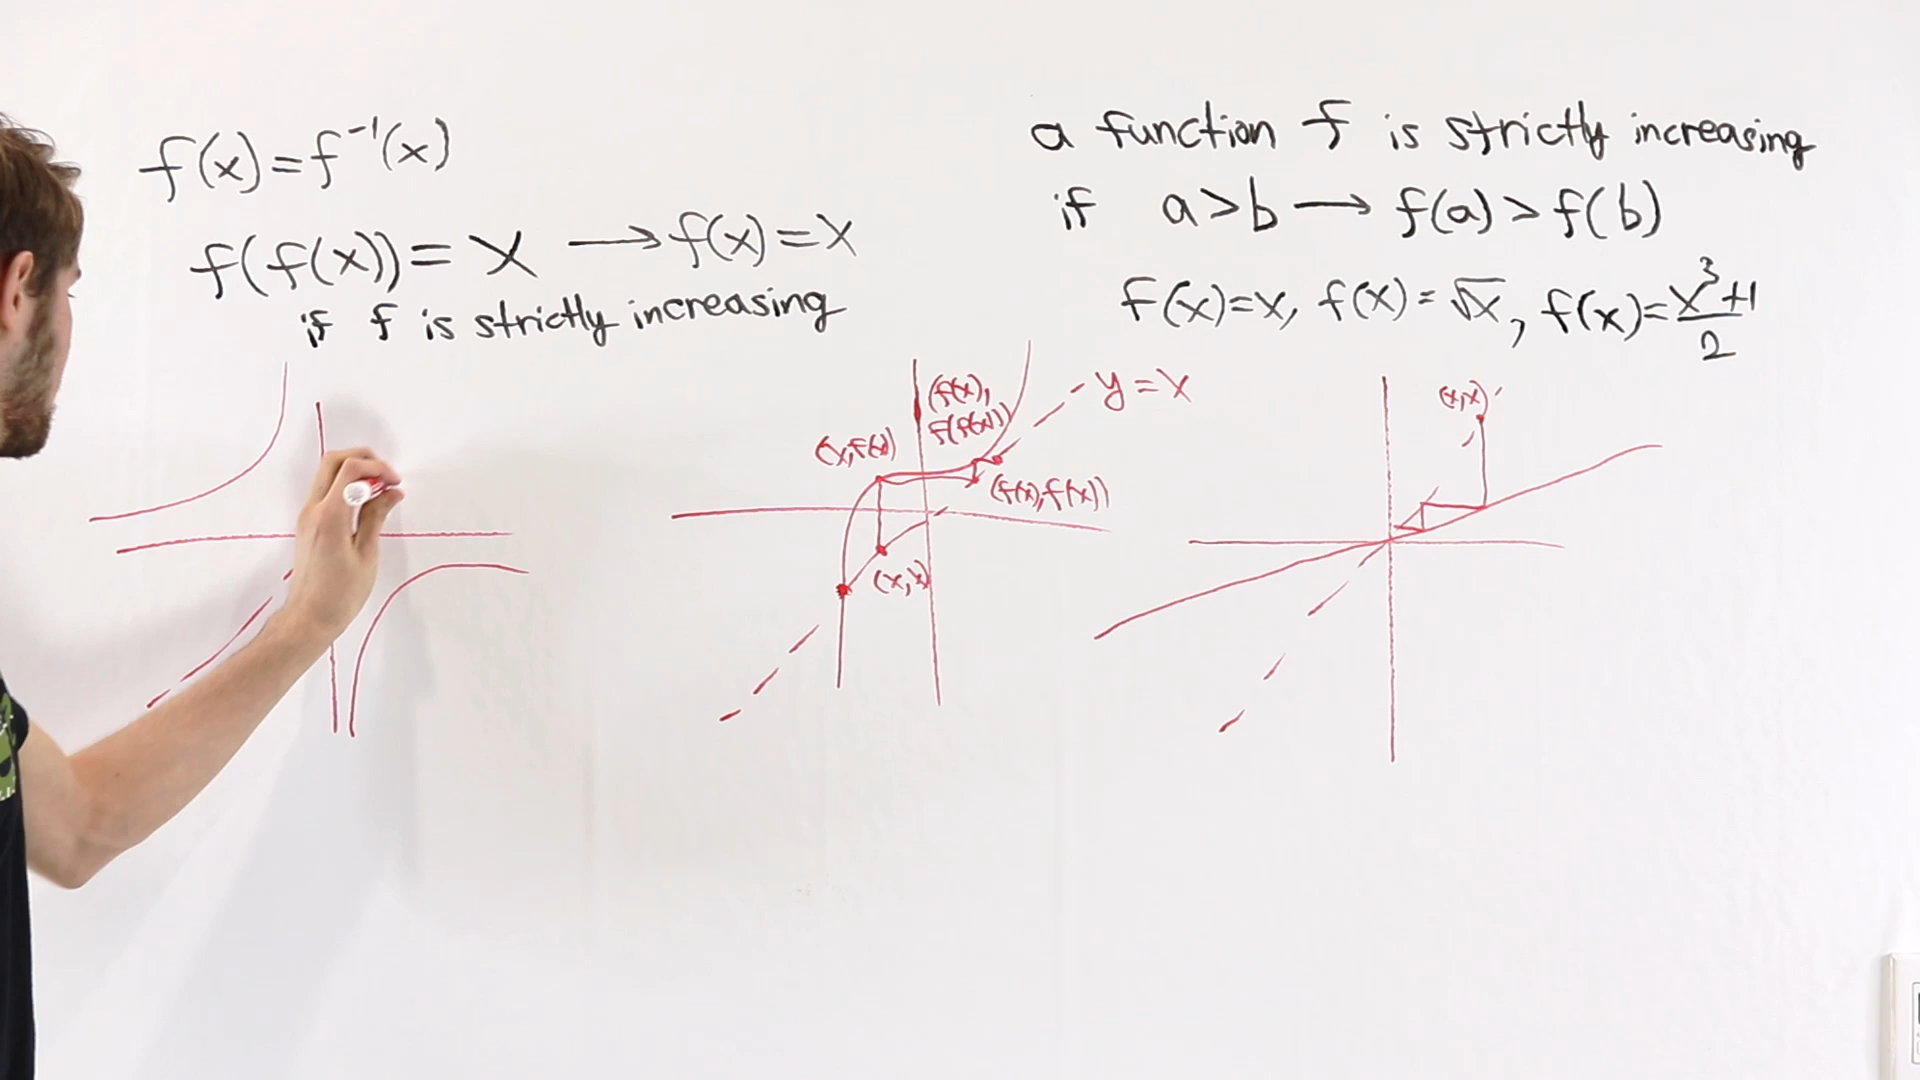 f(x)=f⁻¹(x)
f(f(x))=x → f(x)=x
if f is strictly increasing
a function f is strictly increasing
if a>b → f(a)>f(b)
f(x)=x, f(x)=√x, f(x)=(x³+1)/2
(f(x),
f(f(x)))
y=x
(x,f(x))
(f(x),f(x))
(x,x)
(x,x)